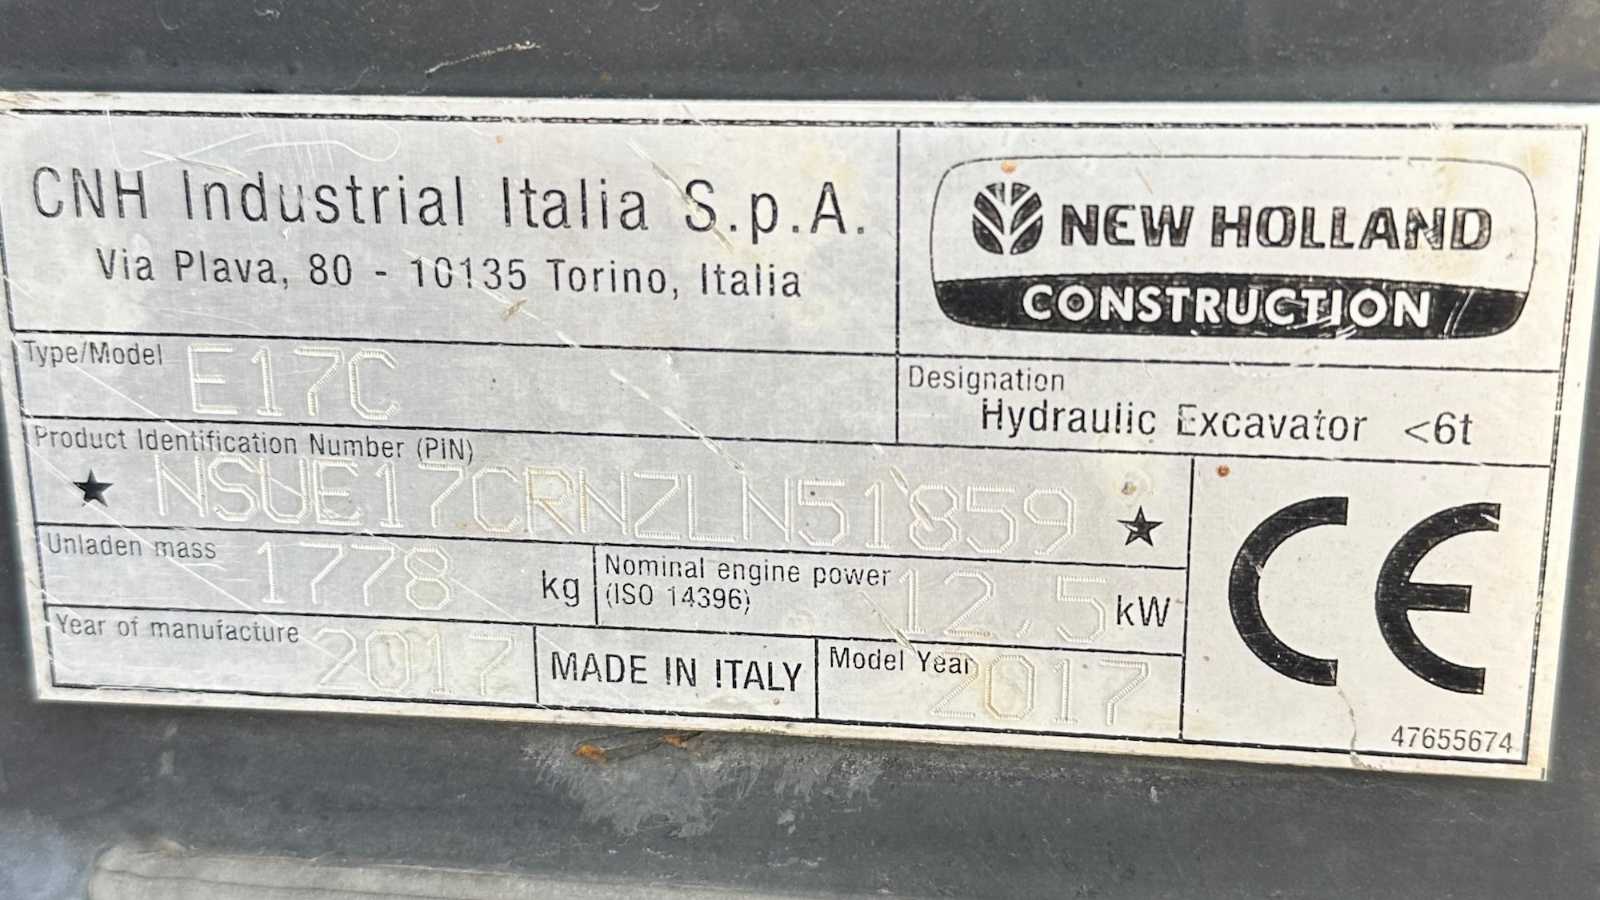 CNH Industrial Italia S.p.A.
Via Plava, 80 - 10135 Torino, Italia
NEW HOLLAND
CONSTRUCTION
Type/Model E17C
Designation
Hydraulic Excavator <6t
Product Identification Number (PIN)
★ NSUE17CRNZLN51859 ★
Unladen mass 1778 kg
Nominal engine power 12,5 kW
(ISO 14396)
Year of manufacture 2017
MADE IN ITALY
Model Year 2017
CE
47655674